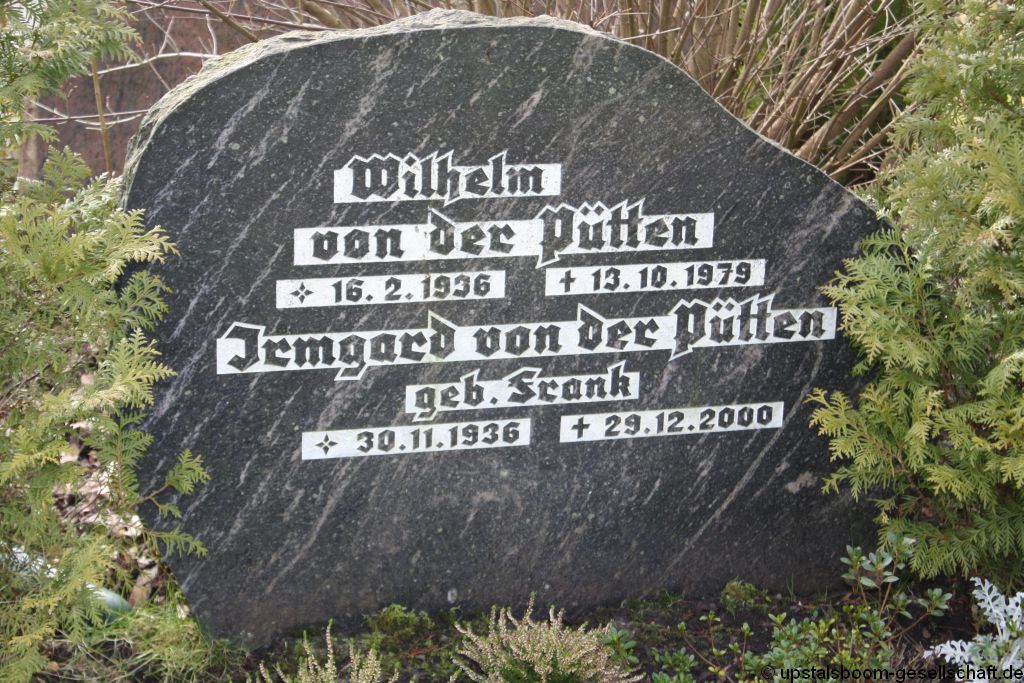 Wilhelm
von der Pütten
✧ 16. 2. 1936 + 13. 10. 1979
Irmgard von der Pütten
geb. Frank
✧ 30. 11. 1936 + 29. 12. 2000
© upstalsboom-gesellschaft.de